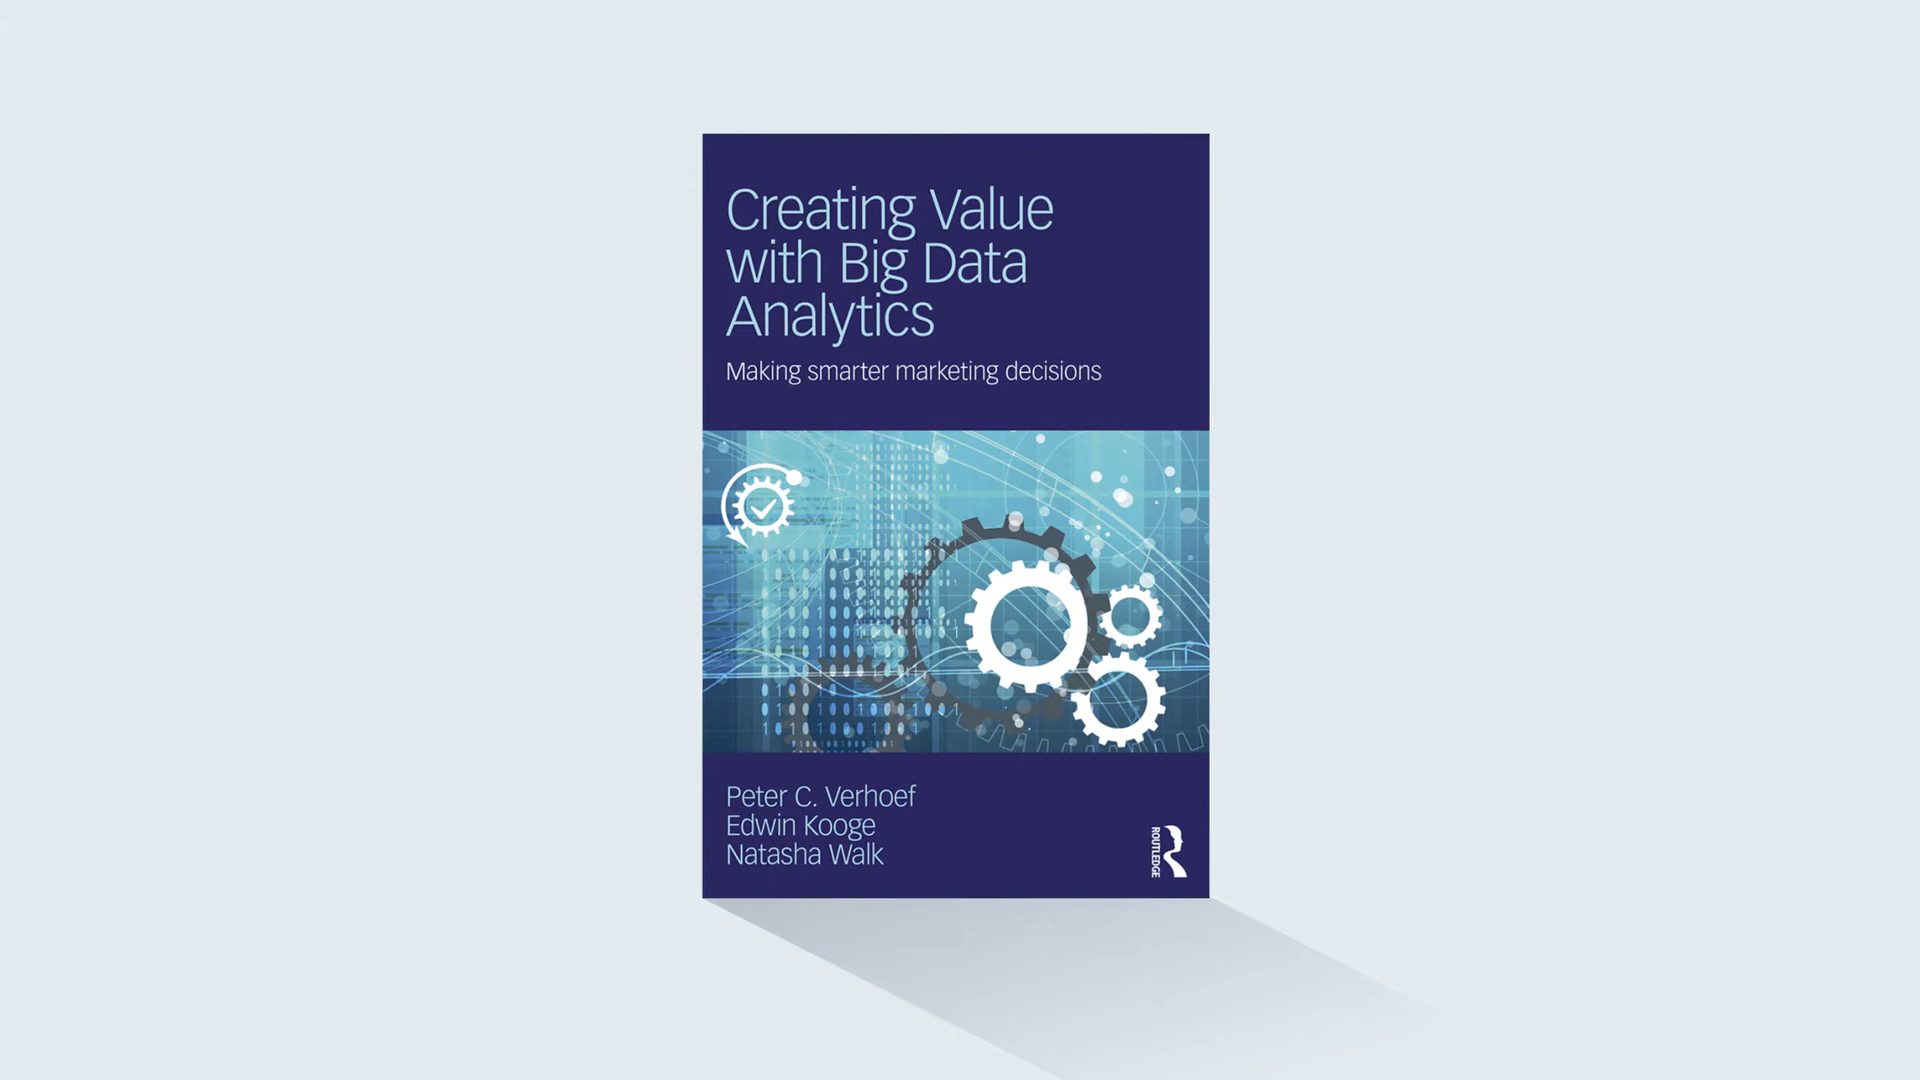 Creating Value
with Big Data
Analytics
Making smarter marketing decisions
Peter C. Verhoef
Edwin Kooge
Natasha Walk
ROUTLEDGE